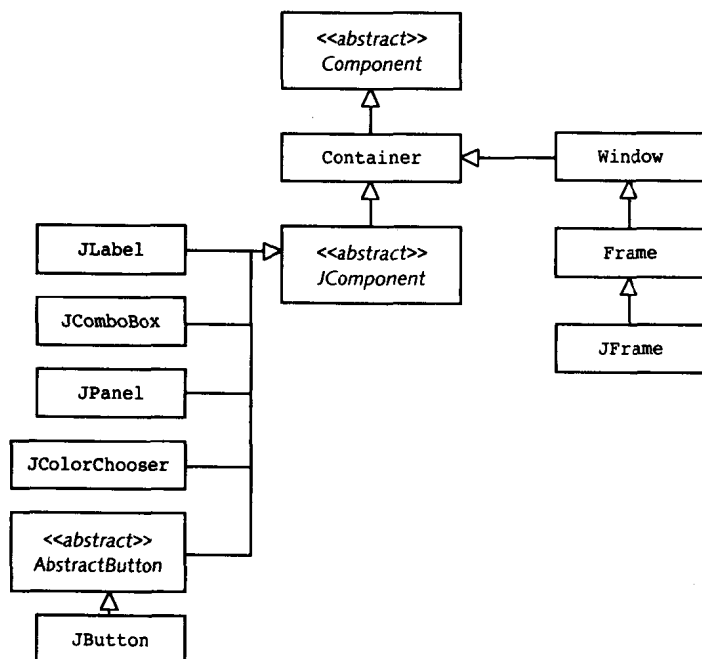 <<abstract>>
Component
Container
Window
JLabel
<<abstract>>
JComponent
Frame
JComboBox
JFrame
JPanel
JColorChooser
<<abstract>>
AbstractButton
JButton